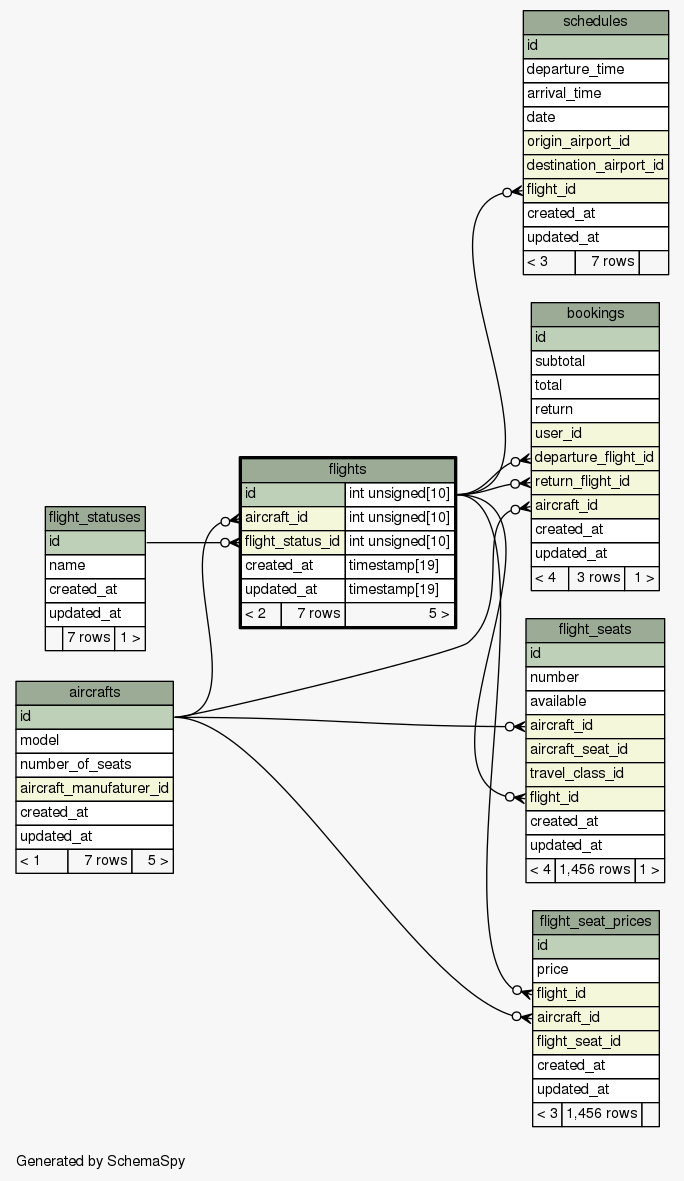 schedules
id
departure_time
arrival_time
date
origin_airport_id
destination_airport_id
flight_id
created_at
updated_at
< 3 7 rows
bookings
id
subtotal
total
return
user_id
departure_flight_id
return_flight_id
aircraft_id
created_at
updated_at
< 4 3 rows 1 >
flights
id int unsigned[10]
aircraft_id int unsigned[10]
flight_status_id int unsigned[10]
created_at timestamp[19]
updated_at timestamp[19]
< 2 7 rows 5 >
flight_statuses
id
name
created_at
updated_at
7 rows 1 >
flight_seats
id
number
available
aircraft_id
aircraft_seat_id
travel_class_id
flight_id
created_at
updated_at
< 4 1,456 rows 1 >
aircrafts
id
model
number_of_seats
aircraft_manufaturer_id
created_at
updated_at
< 1 7 rows 5 >
flight_seat_prices
id
price
flight_id
aircraft_id
flight_seat_id
created_at
updated_at
< 3 1,456 rows
Generated by SchemaSpy